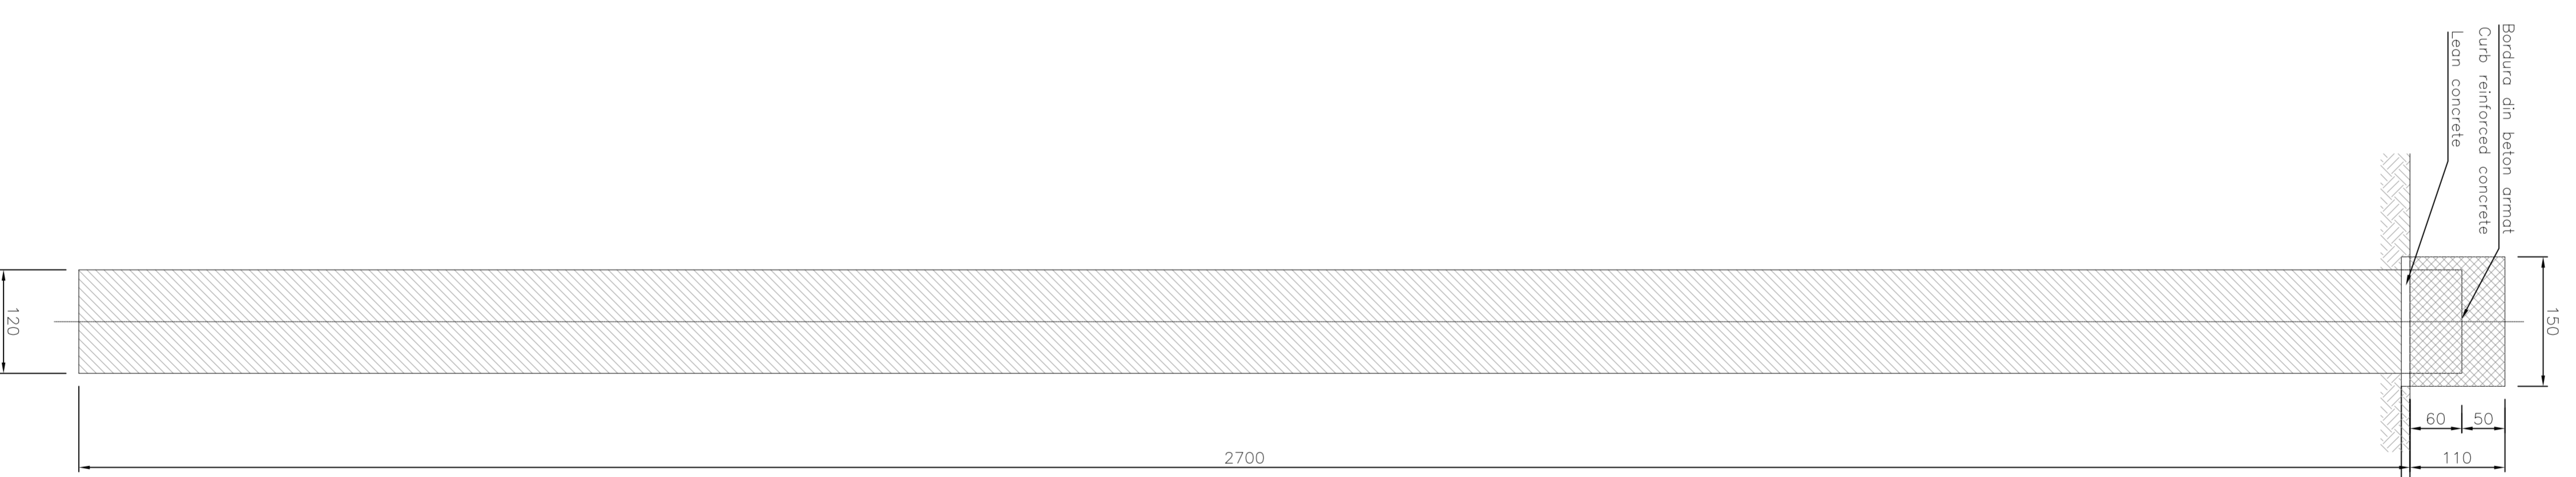 Bordura din beton armat
Curb reinforced concrete
Lean concrete
150
60
50
110
2700
120